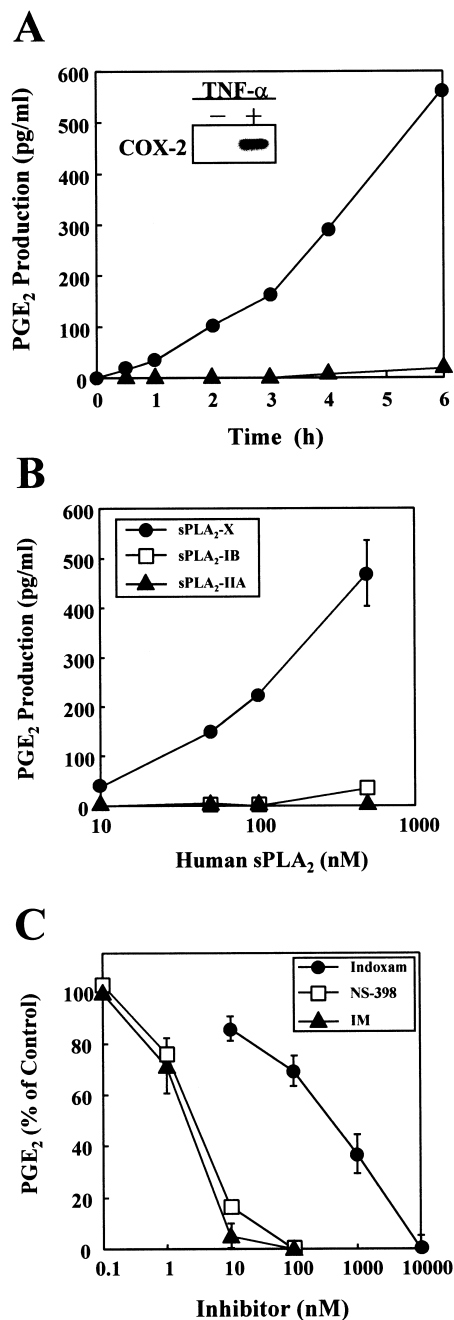 A
PGE2 Production (pg/ml)
600
500
400
300
200
100
0
TNF-α
− +
COX-2
0 1 2 3 4 5 6
Time (h)
B
PGE2 Production (pg/ml)
600
500
400
300
200
100
0
sPLA2-X
sPLA2-IB
sPLA2-IIA
10 100 1000
Human sPLA2 (nM)
C
PGE2 (% of Control)
100
80
60
40
20
0
Indoxam
NS-398
IM
0.1 1 10 100 1000 10000
Inhibitor (nM)